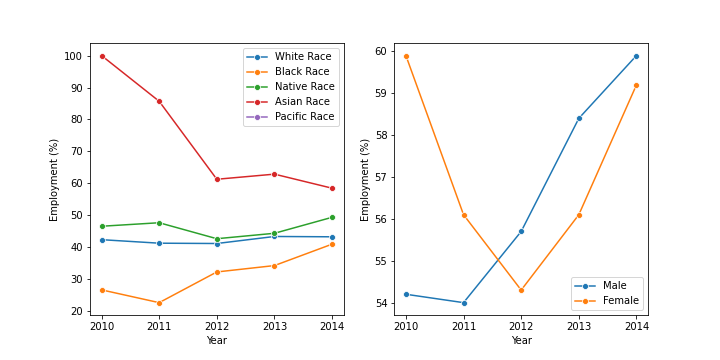 100
90
80
70
60
50
40
30
20
Employment (%)
2010 2011 2012 2013 2014
Year
White Race
Black Race
Native Race
Asian Race
Pacific Race
60
59
58
57
56
55
54
Employment (%)
2010 2011 2012 2013 2014
Year
Male
Female